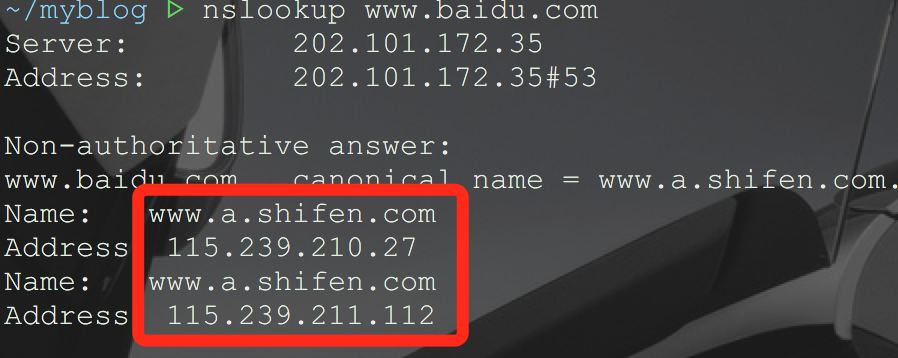 ~/myblog ▷ nslookup www.baidu.com
Server: 202.101.172.35
Address: 202.101.172.35#53
Non-authoritative answer:
www.baidu.com canonical name = www.a.shifen.com.
Name: www.a.shifen.com
Address 115.239.210.27
Name: www.a.shifen.com
Address 115.239.211.112